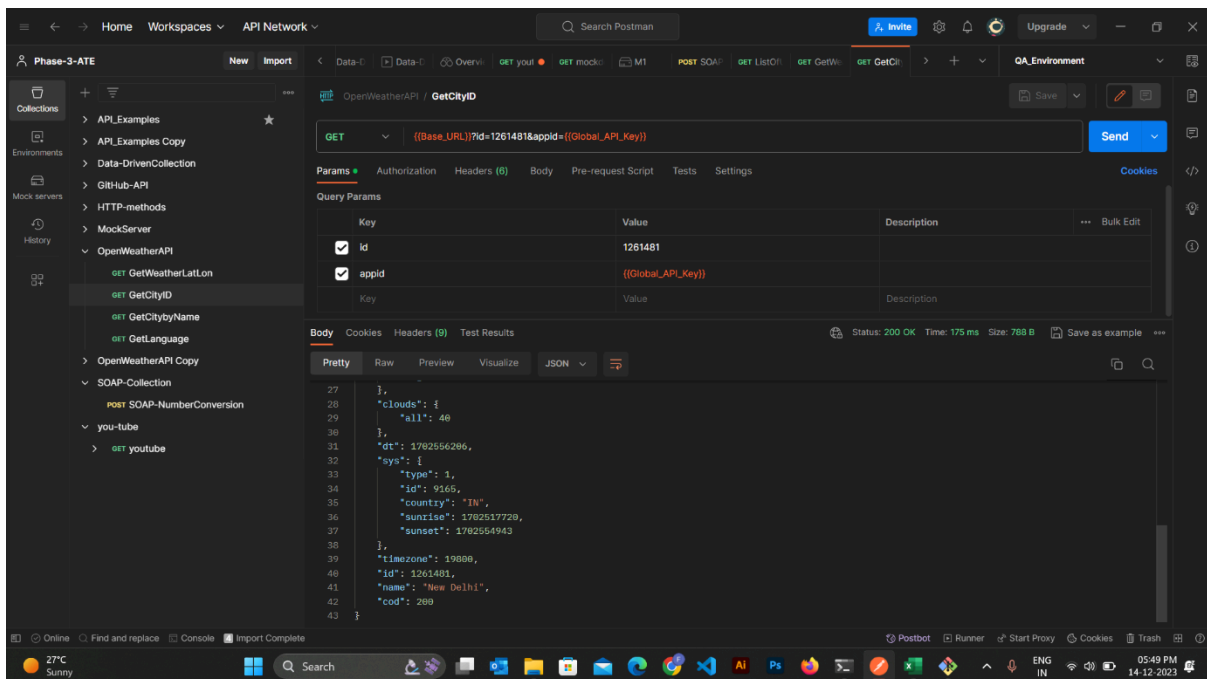 Home Workspaces API Network Search Postman Invite Upgrade
Phase-3-ATE New Import Data-D Data-D Overvi GET yout GET mocko M1 POST SOAP GET ListOf GET GetWe GET GetCit QA_Environment
Collections
Environments
Mock servers
History
API_Examples
API_Examples Copy
Data-DrivenCollection
GitHub-API
HTTP-methods
MockServer
OpenWeatherAPI
GET GetWeatherLatLon
GET GetCityID
GET GetCitybyName
GET GetLanguage
OpenWeatherAPI Copy
SOAP-Collection
POST SOAP-NumberConversion
you-tube
GET youtube
HTTP OpenWeatherAPI / GetCityID Save
GET {{Base_URL}}?id=1261481&appid={{Global_API_Key}} Send
Params Authorization Headers (6) Body Pre-request Script Tests Settings Cookies
Query Params
Key Value Description Bulk Edit
id 1261481
appid {{Global_API_Key}}
Key Value Description
Body Cookies Headers (9) Test Results Status: 200 OK Time: 175 ms Size: 788 B Save as example
Pretty Raw Preview Visualize JSON
27 },
28 "clouds": {
29 "all": 40
30 },
31 "dt": 1702556206,
32 "sys": {
33 "type": 1,
34 "id": 9165,
35 "country": "IN",
36 "sunrise": 1702517720,
37 "sunset": 1702554943
38 },
39 "timezone": 19800,
40 "id": 1261481,
41 "name": "New Delhi",
42 "cod": 200
43 }
Online Find and replace Console Import Complete Postbot Runner Start Proxy Cookies Trash
27°C Search Ai Ps ENG 05:49 PM
Sunny IN 14-12-2023